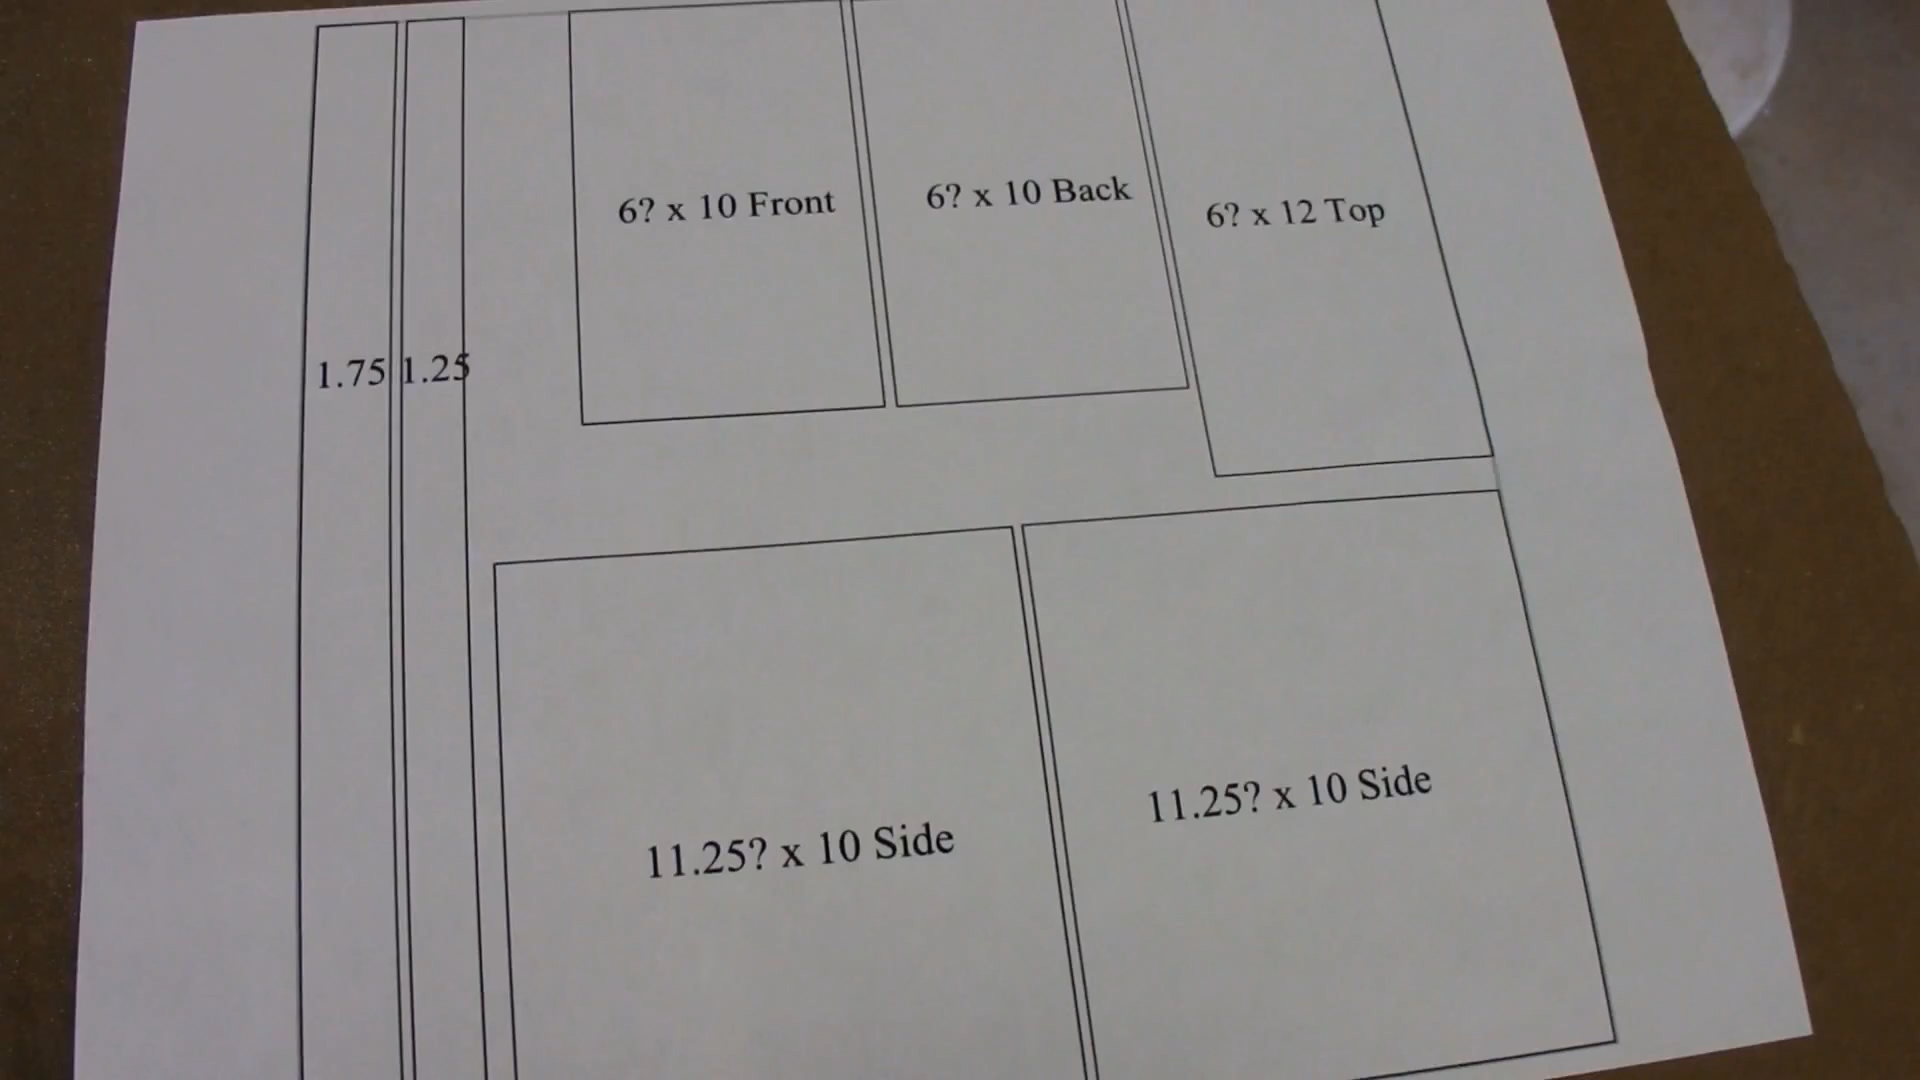 6? x 10 Front
6? x 10 Back
6? x 12 Top
1.75
1.25
11.25? x 10 Side
11.25? x 10 Side